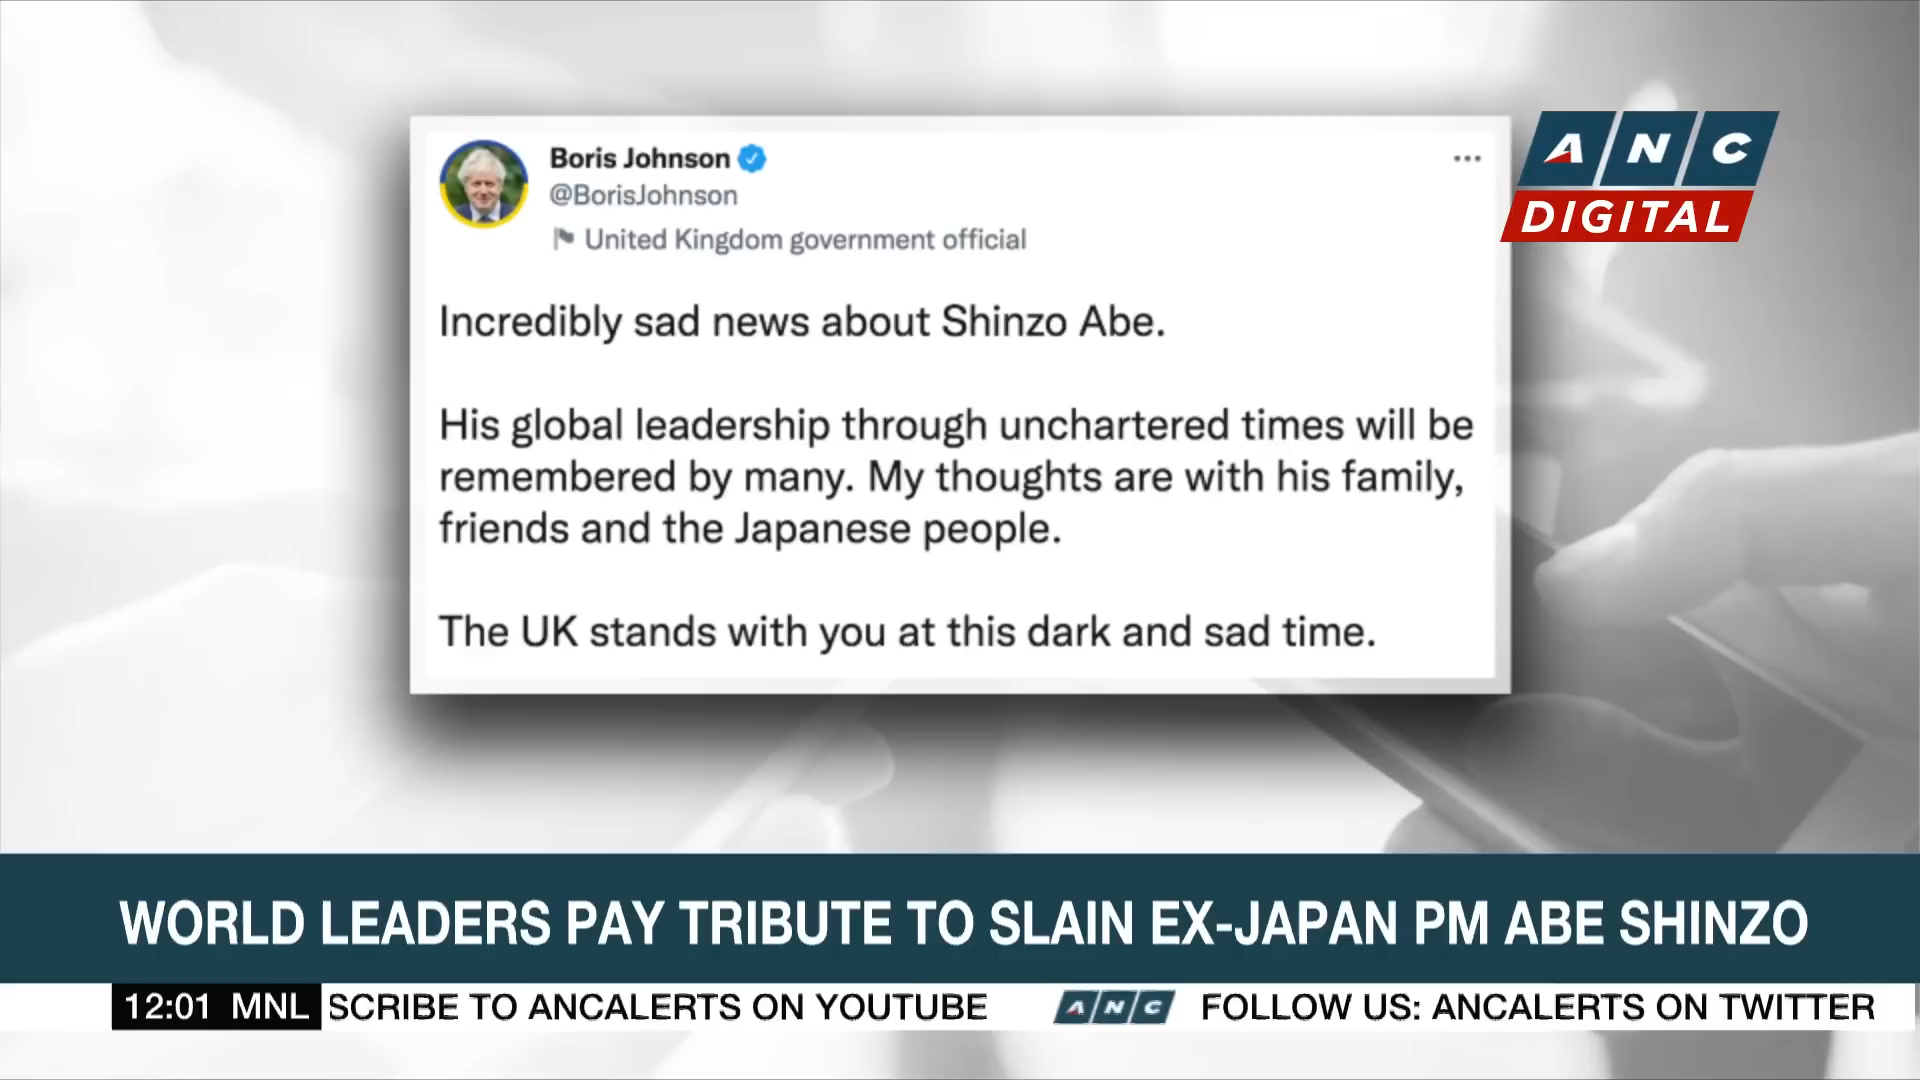 Boris Johnson
@BorisJohnson
United Kingdom government official
Incredibly sad news about Shinzo Abe.
His global leadership through unchartered times will be
remembered by many. My thoughts are with his family,
friends and the Japanese people.
The UK stands with you at this dark and sad time.
ANC
DIGITAL
WORLD LEADERS PAY TRIBUTE TO SLAIN EX-JAPAN PM ABE SHINZO
12:01 MNL SCRIBE TO ANCALERTS ON YOUTUBE ANC FOLLOW US: ANCALERTS ON TWITTER